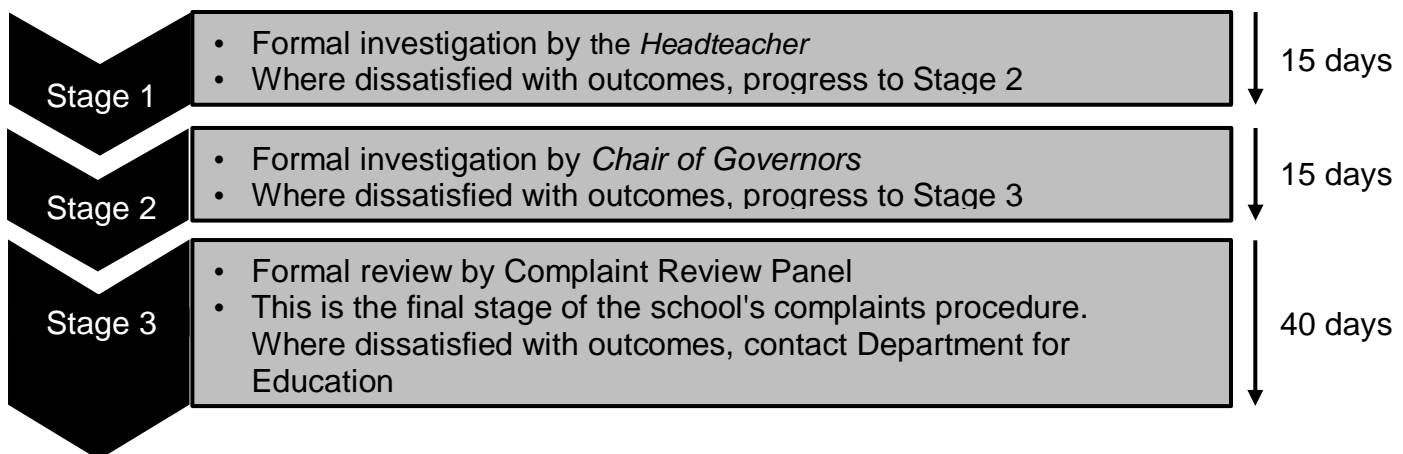 Stage 1
• Formal investigation by the Headteacher
• Where dissatisfied with outcomes, progress to Stage 2
15 days
Stage 2
• Formal investigation by Chair of Governors
• Where dissatisfied with outcomes, progress to Stage 3
15 days
Stage 3
• Formal review by Complaint Review Panel
• This is the final stage of the school's complaints procedure.
Where dissatisfied with outcomes, contact Department for
Education
40 days